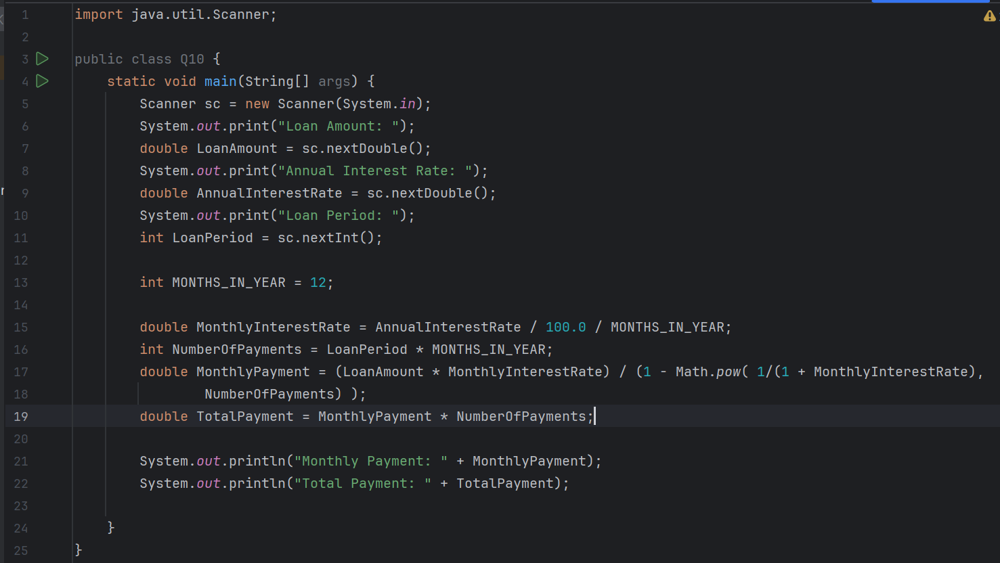 1 import java.util.Scanner;
2
3 public class Q10 {
4 static void main(String[] args) {
5 Scanner sc = new Scanner(System.in);
6 System.out.print("Loan Amount: ");
7 double LoanAmount = sc.nextDouble();
8 System.out.print("Annual Interest Rate: ");
9 double AnnualInterestRate = sc.nextDouble();
10 System.out.print("Loan Period: ");
11 int LoanPeriod = sc.nextInt();
12
13 int MONTHS_IN_YEAR = 12;
14
15 double MonthlyInterestRate = AnnualInterestRate / 100.0 / MONTHS_IN_YEAR;
16 int NumberOfPayments = LoanPeriod * MONTHS_IN_YEAR;
17 double MonthlyPayment = (LoanAmount * MonthlyInterestRate) / (1 - Math.pow( 1/(1 + MonthlyInterestRate),
18 NumberOfPayments) );
19 double TotalPayment = MonthlyPayment * NumberOfPayments;
20
21 System.out.println("Monthly Payment: " + MonthlyPayment);
22 System.out.println("Total Payment: " + TotalPayment);
23
24 }
25 }